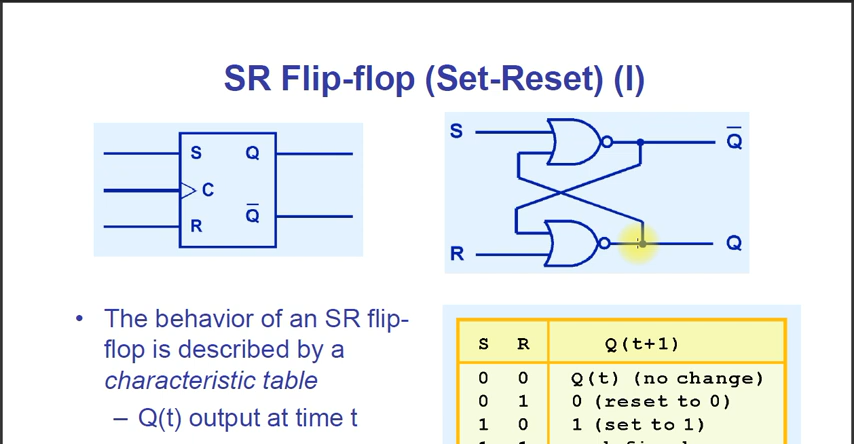 SR Flip-flop (Set-Reset) (I)
S Q
C
R Q̅
S Q̅
R Q
• The behavior of an SR flip-
flop is described by a
characteristic table
– Q(t) output at time t
S R Q(t+1)
0 0 Q(t) (no change)
0 1 0 (reset to 0)
1 0 1 (set to 1)